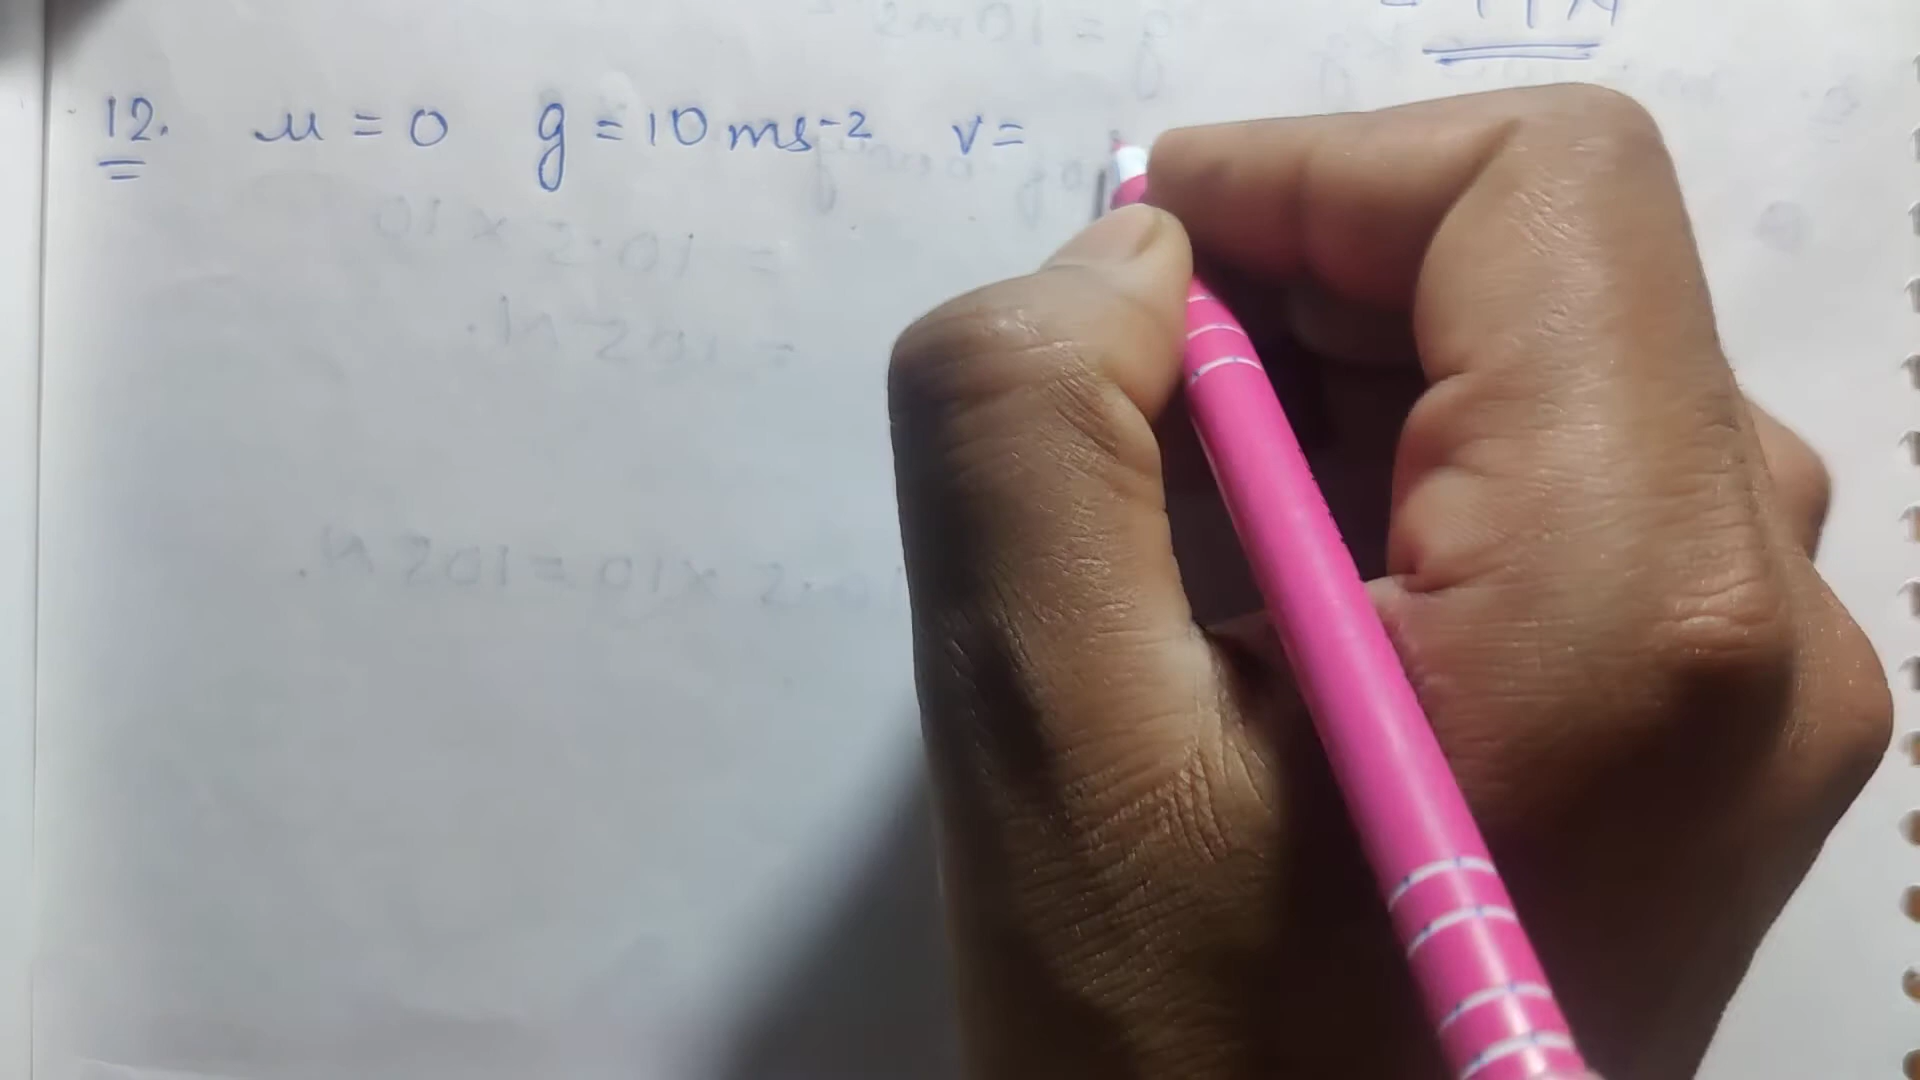 12. u = 0 g = 10 ms-2 v =